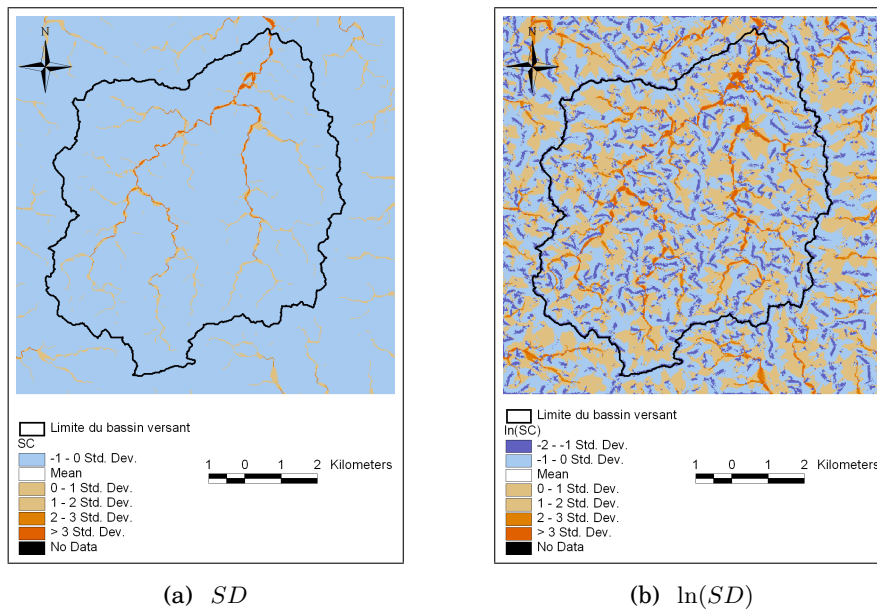 N
Limite du bassin versant
SC
-1 - 0 Std. Dev.
Mean
0 - 1 Std. Dev.
1 - 2 Std. Dev.
2 - 3 Std. Dev.
> 3 Std. Dev.
No Data
1 0 1 2 Kilometers
(a) SD
N
Limite du bassin versant
ln(SC)
-2 - -1 Std. Dev.
-1 - 0 Std. Dev.
Mean
0 - 1 Std. Dev.
1 - 2 Std. Dev.
2 - 3 Std. Dev.
> 3 Std. Dev.
No Data
1 0 1 2 Kilometers
(b) ln(SD)